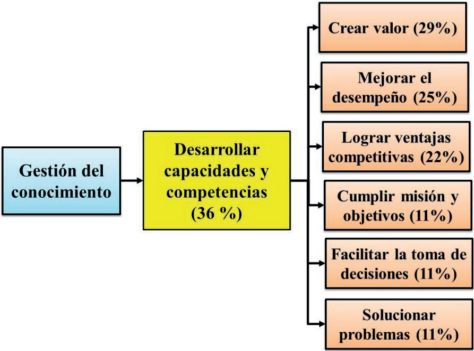 Gestión del
conocimiento
Desarrollar
capacidades y
competencias
(36 %)
Crear valor (29%)
Mejorar el
desempeño (25%)
Lograr ventajas
competitivas (22%)
Cumplir misión y
objetivos (11%)
Facilitar la toma de
decisiones (11%)
Solucionar
problemas (11%)